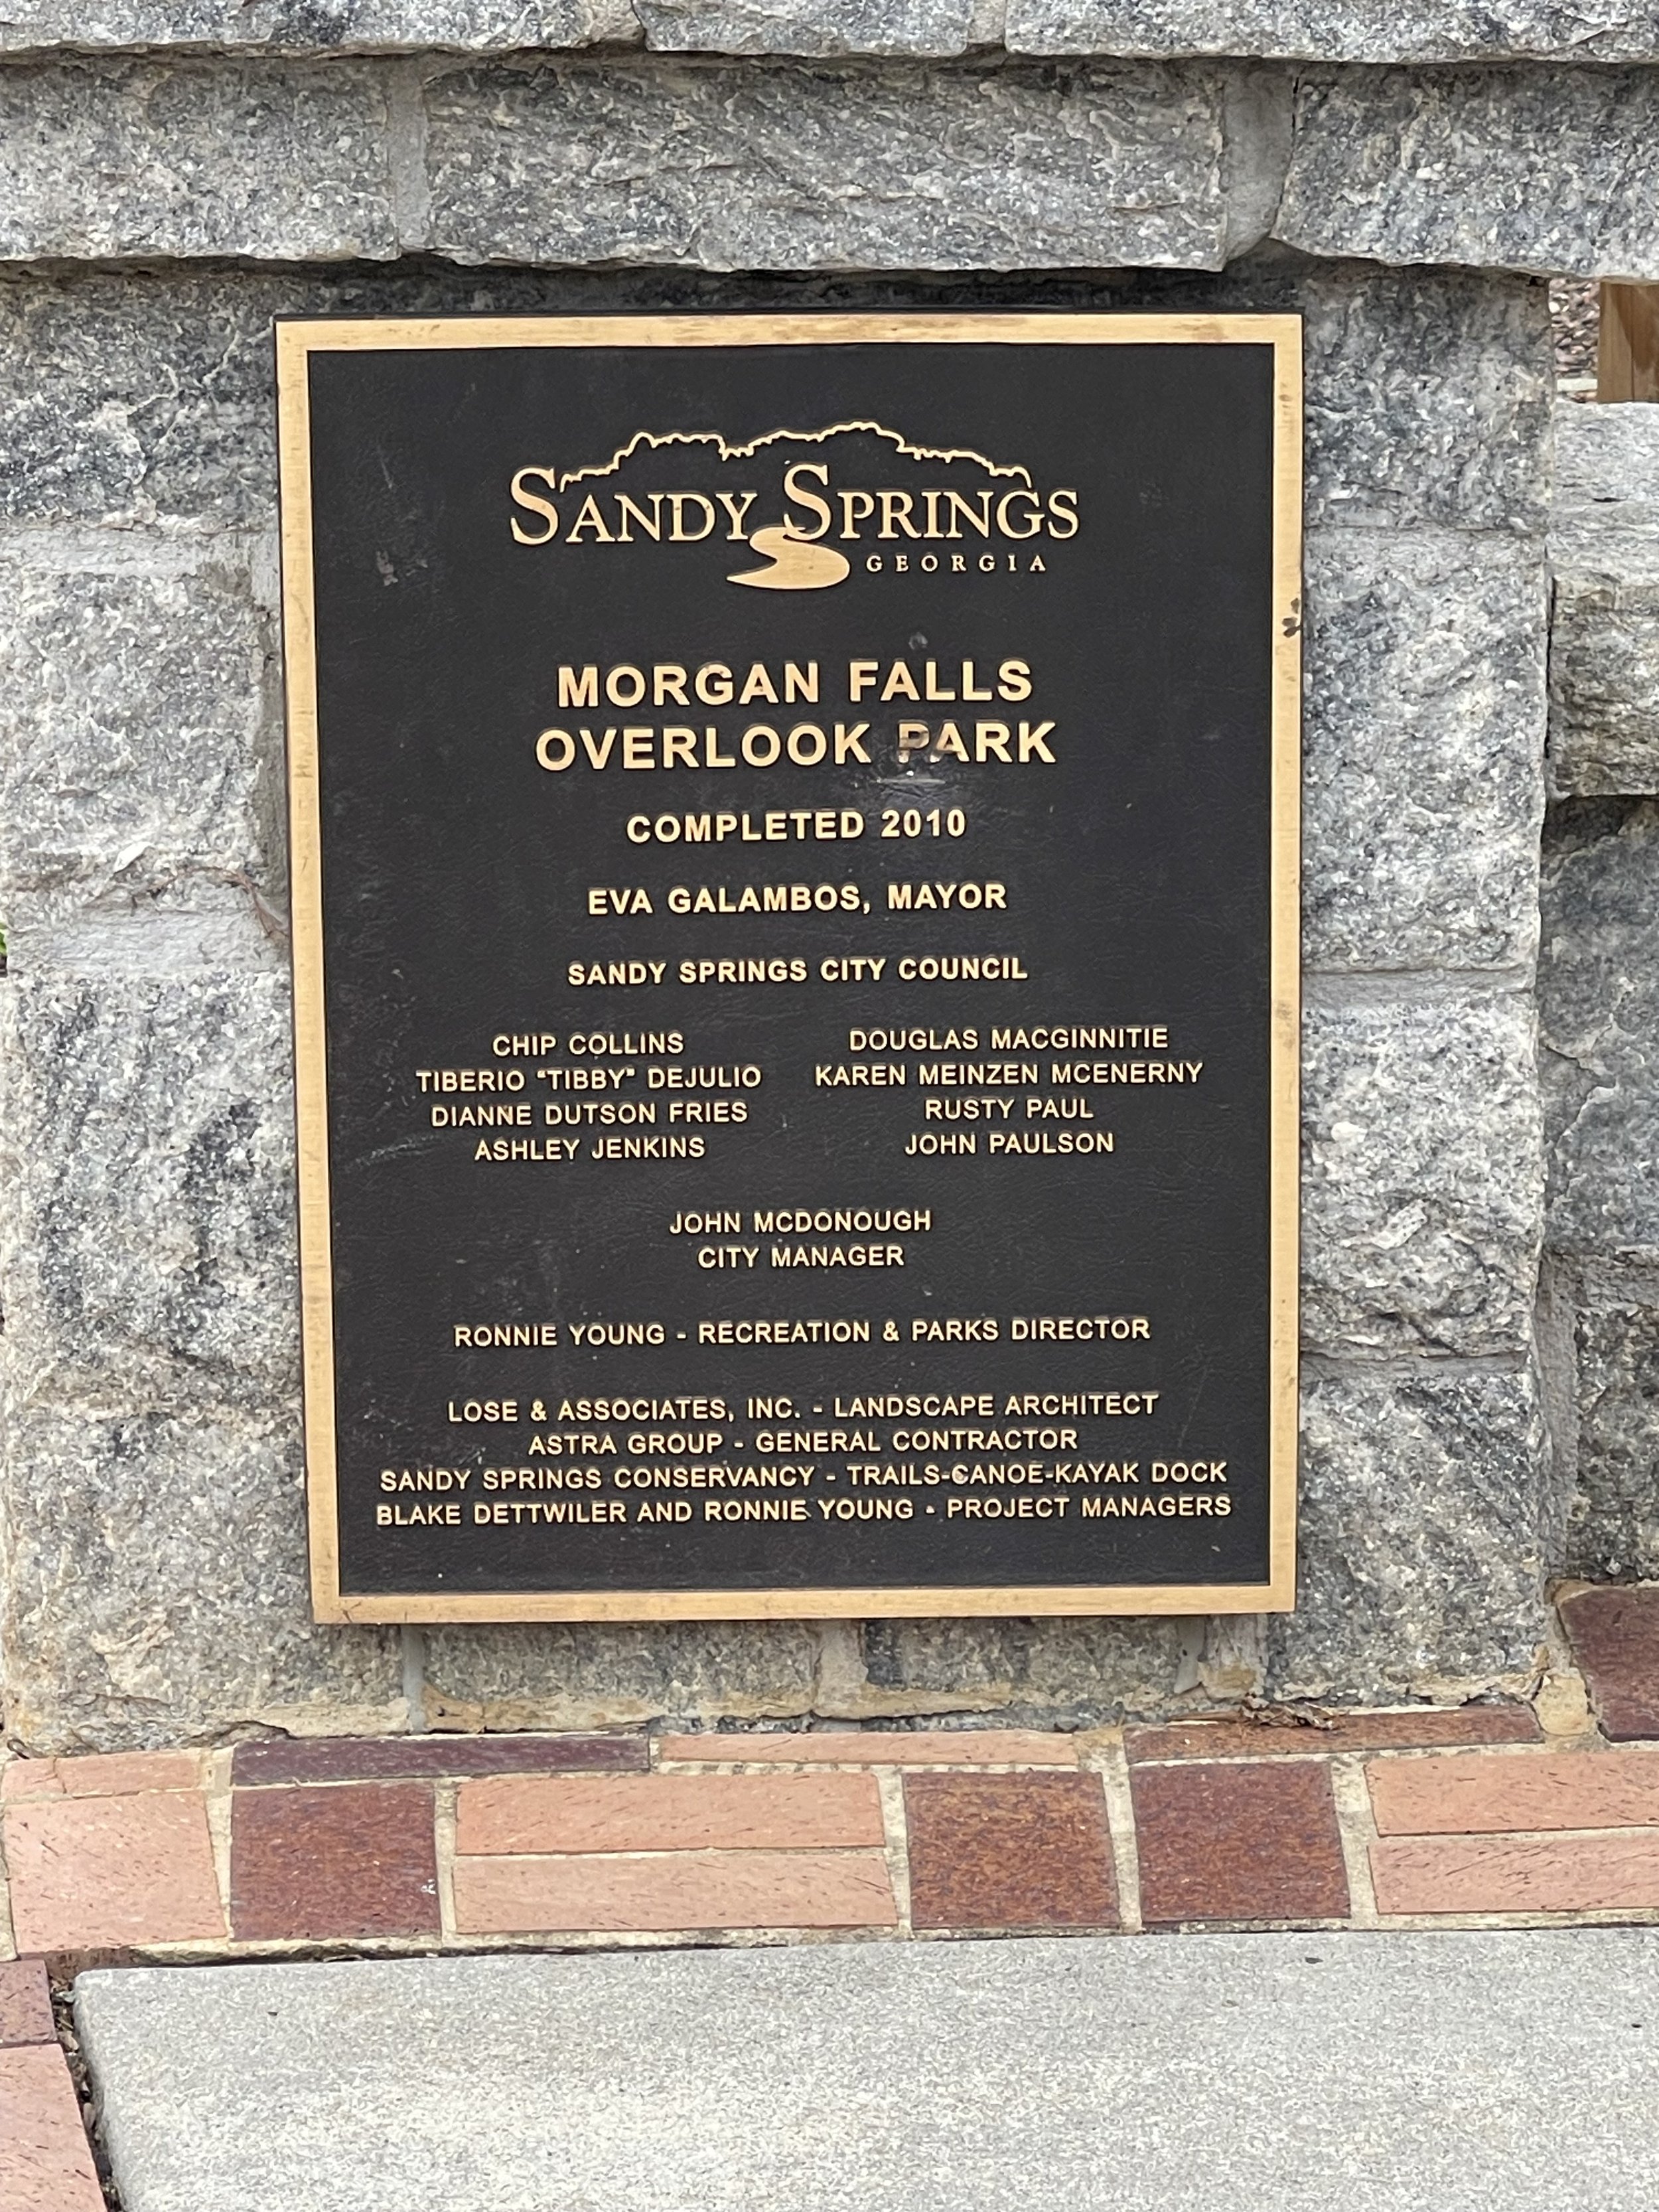 SANDY SPRINGS
GEORGIA
MORGAN FALLS
OVERLOOK PARK
COMPLETED 2010
EVA GALAMBOS, MAYOR
SANDY SPRINGS CITY COUNCIL
CHIP COLLINS
TIBERIO "TIBBY" DEJULIO
DIANNE DUTSON FRIES
ASHLEY JENKINS
DOUGLAS MACGINNITIE
KAREN MEINZEN MCENERNY
RUSTY PAUL
JOHN PAULSON
JOHN MCDONOUGH
CITY MANAGER
RONNIE YOUNG - RECREATION & PARKS DIRECTOR
LOSE & ASSOCIATES, INC. - LANDSCAPE ARCHITECT
ASTRA GROUP - GENERAL CONTRACTOR
SANDY SPRINGS CONSERVANCY - TRAILS-CANOE-KAYAK DOCK
BLAKE DETTWILER AND RONNIE YOUNG - PROJECT MANAGERS